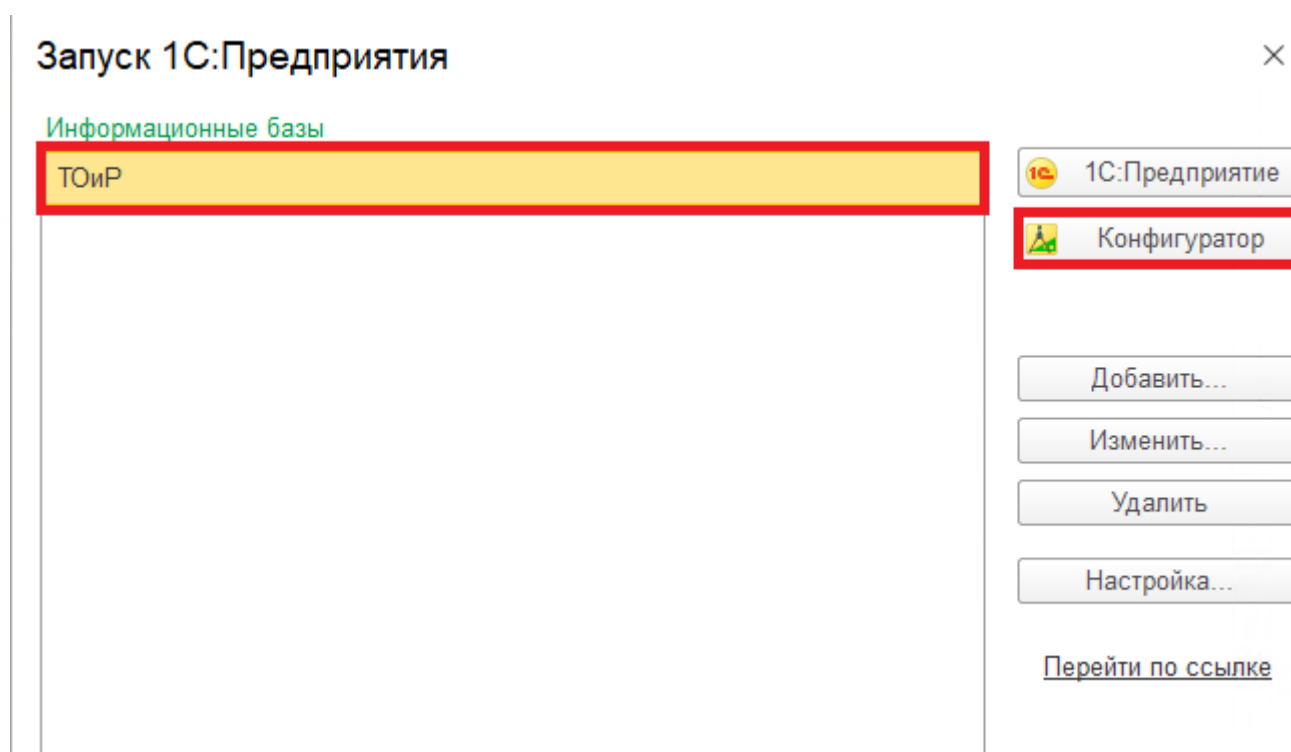 Запуск 1С:Предприятия
Информационные базы
ТОиР
1С:Предприятие
Конфигуратор
Добавить...
Изменить...
Удалить
Настройка...
Перейти по ссылке